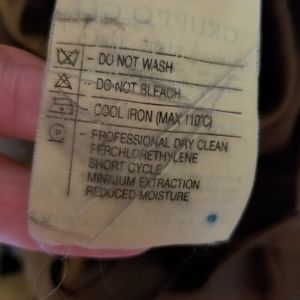 - DO NOT WASH
- DO NOT BLEACH
- COOL IRON (MAX 110°C)
- PROFESSIONAL DRY CLEAN
PERCHLORETHYLENE
SHORT CYCLE
MINIMUM EXTRACTION
REDUCED MOISTURE